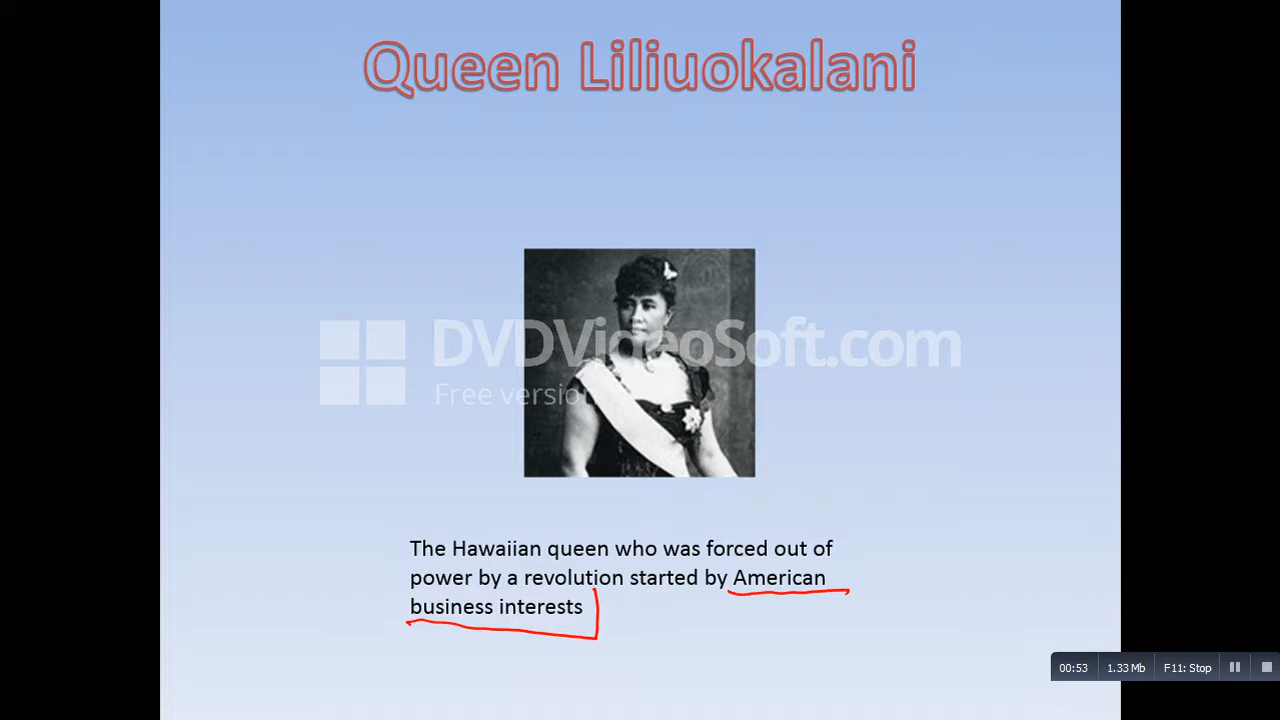 Queen Liliuokalani
DVDVideoSoft.com
Free version
The Hawaiian queen who was forced out of
power by a revolution started by American
business interests
00:53 1.33 Mb F11: Stop